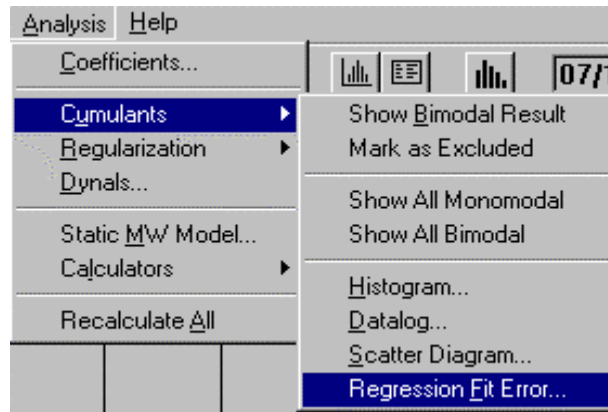 Analysis Help
Coefficients...
Cumulants
Regularization
Dynals...
Static MW Model...
Calculators
Recalculate All
07/
Show Bimodal Result
Mark as Excluded
Show All Monomodal
Show All Bimodal
Histogram...
Datalog...
Scatter Diagram...
Regression Fit Error...